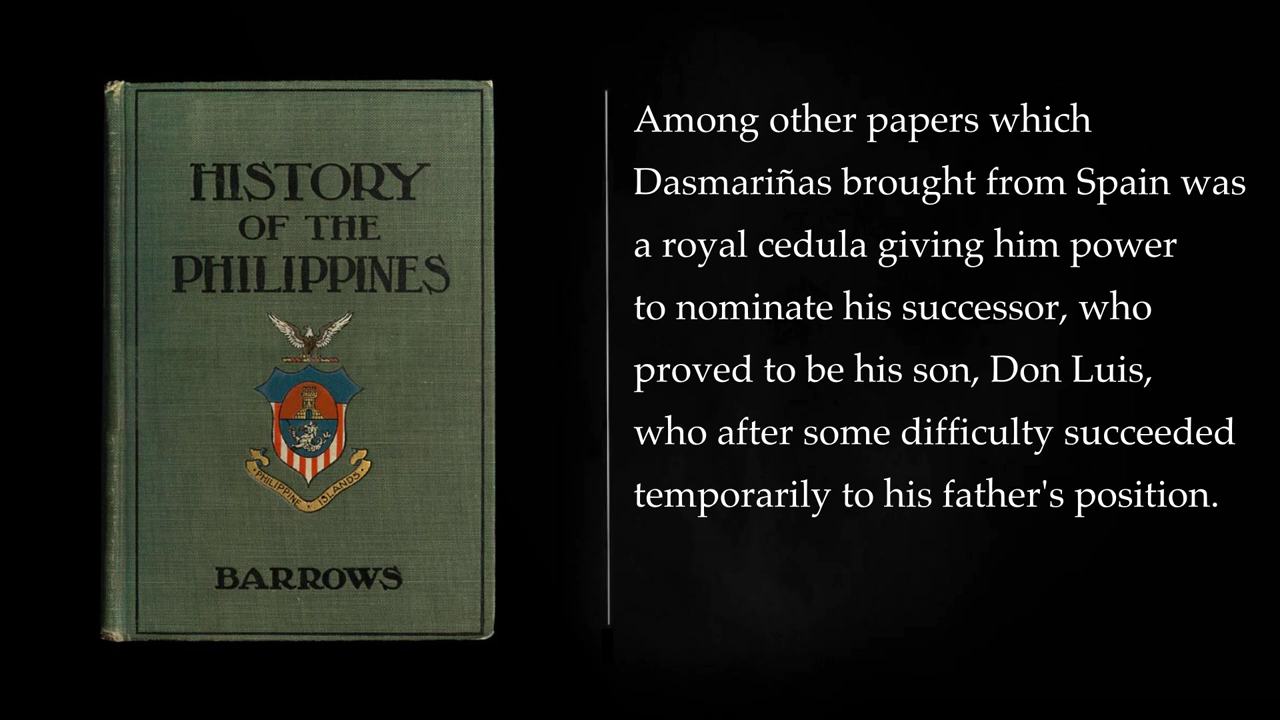 HISTORY
OF THE
PHILIPPINES
PHILIPPINE ISLANDS
BARROWS
Among other papers which
Dasmariñas brought from Spain was
a royal cedula giving him power
to nominate his successor, who
proved to be his son, Don Luis,
who after some difficulty succeeded
temporarily to his father's position.